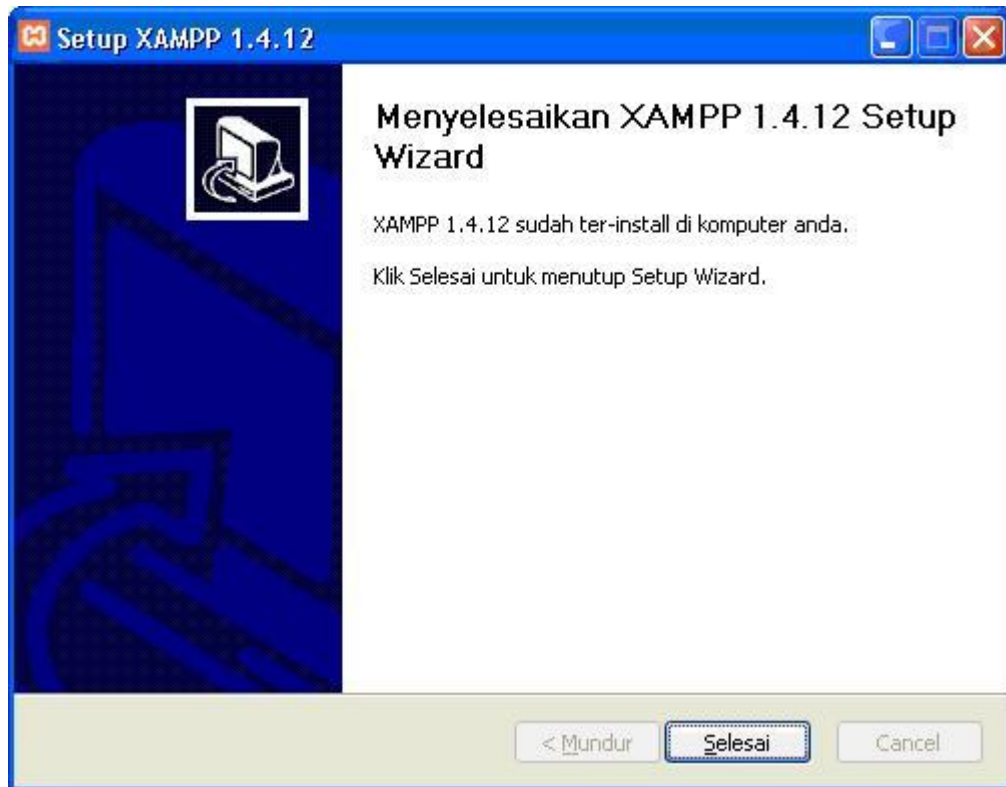 Setup XAMPP 1.4.12
Menyelesaikan XAMPP 1.4.12 Setup
Wizard
XAMPP 1.4.12 sudah ter-install di komputer anda.
Klik Selesai untuk menutup Setup Wizard.
< Mundur Selesai Cancel